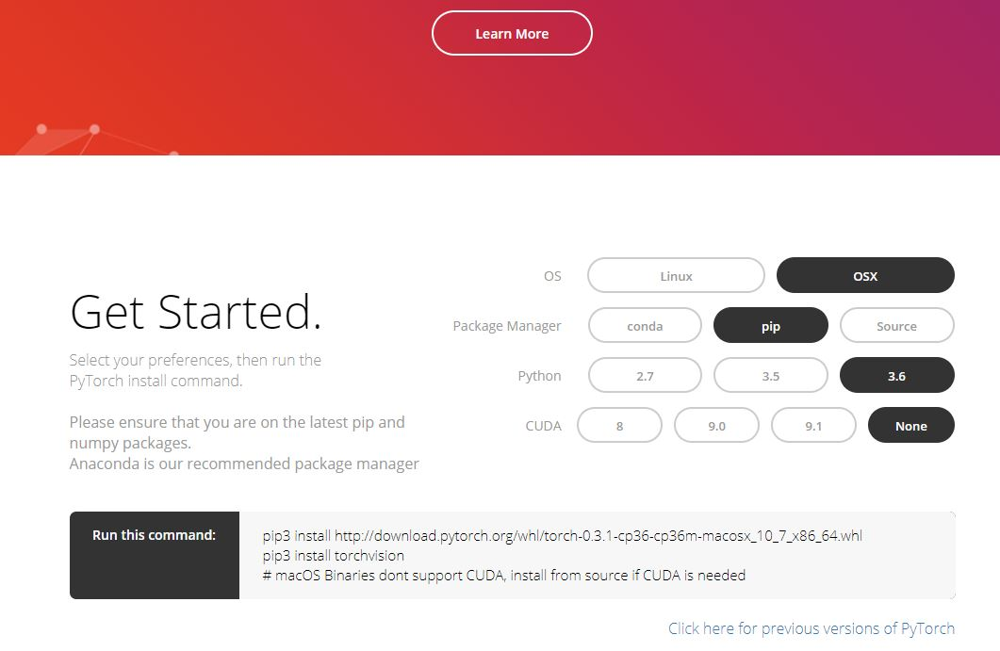 Learn More
OS
Linux
OSX
Get Started.
Package Manager
conda
pip
Source
Select your preferences, then run the
PyTorch install command.
Python
2.7
3.5
3.6
Please ensure that you are on the latest pip and
numpy packages.
Anaconda is our recommended package manager
CUDA
8
9.0
9.1
None
Run this command:
pip3 install http://download.pytorch.org/whl/torch-0.3.1-cp36-cp36m-macosx_10_7_x86_64.whl
pip3 install torchvision
# macOS Binaries dont support CUDA, install from source if CUDA is needed
Click here for previous versions of PyTorch